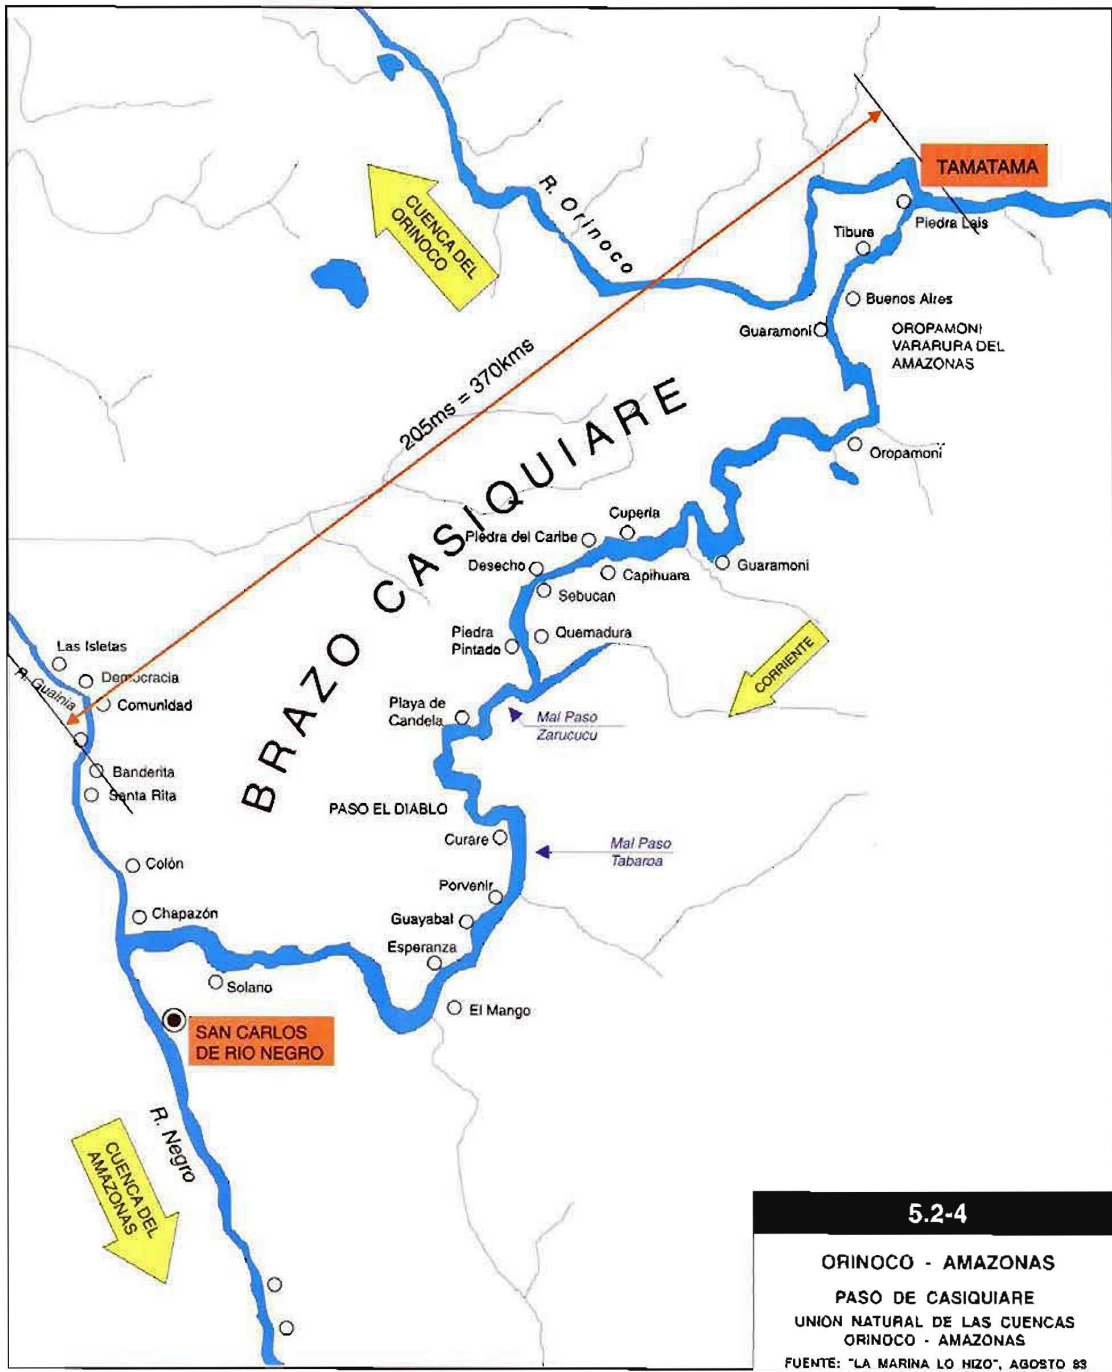 TAMATAMA
CUENCA DEL
ORINOCO
R. Orinoco
Piedra Lais
Tibure
Buenos Aires
Guaramoni
OROPAMONI
VARARURA DEL
AMAZONAS
205ms = 370kms
BRAZO CASIQUIARE
Oropamoni
Cuperla
Piedra del Caribe
Desecho
Capihuara
Guaramoni
Sebucan
Piedra
Pintado
Quemadura
CORRIENTE
Las Isletas
Democracia
R. Guainia
Comunidad
Playa de
Candela
Mal Paso
Zarucucu
Banderita
Santa Rita
PASO EL DIABLO
Curare
Mal Paso
Tabaroa
Colón
Porvenir
Chapazón
Guayabal
Esperanza
Solano
El Mango
SAN CARLOS
DE RIO NEGRO
R. Negro
CUENCA DEL
AMAZONAS
5.2-4
ORINOCO - AMAZONAS
PASO DE CASIQUIARE
UNION NATURAL DE LAS CUENCAS
ORINOCO - AMAZONAS
FUENTE: "LA MARINA LO HIZO", AGOSTO 83